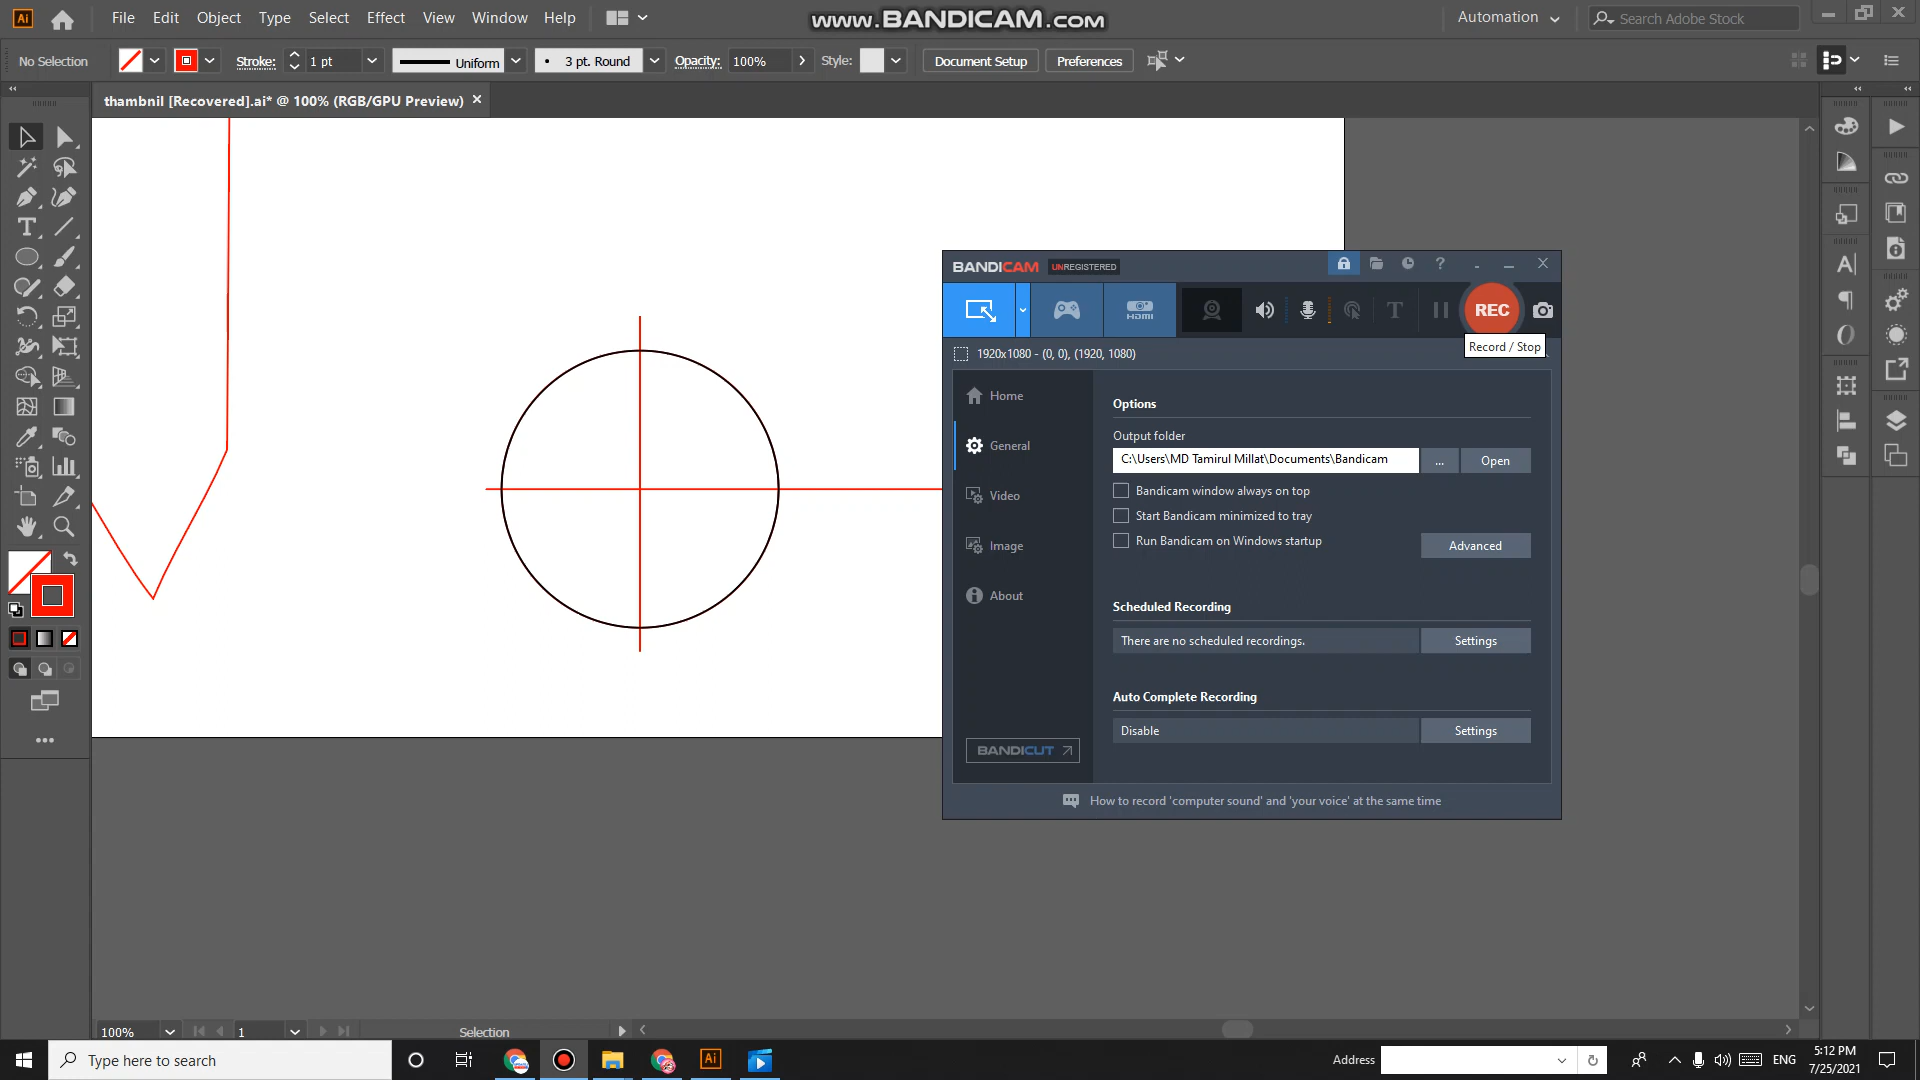 Ai File Edit Object Type Select Effect View Window Help
www.BANDICAM.com
Automation Search Adobe Stock
No Selection Stroke: 1 pt Uniform 3 pt. Round Opacity: 100% Style: Document Setup Preferences
thambnil [Recovered].ai* @ 100% (RGB/GPU Preview)
BANDICAM UNREGISTERED
HDMI REC
Record / Stop
1920x1080 - (0, 0), (1920, 1080)
Home
General
Video
Image
About
BANDICUT
Options
Output folder
C:\Users\MD Tamirul Millat\Documents\Bandicam ... Open
Bandicam window always on top
Start Bandicam minimized to tray
Run Bandicam on Windows startup
Advanced
Scheduled Recording
There are no scheduled recordings. Settings
Auto Complete Recording
Disable Settings
How to record 'computer sound' and 'your voice' at the same time
100% 1 Selection
Type here to search
Ai
Address
ENG
5:12 PM
7/25/2021